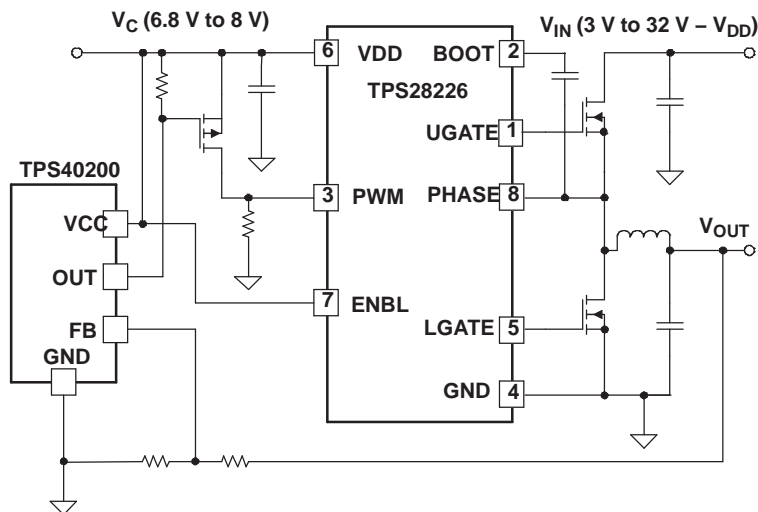 V_C (6.8 V to 8 V)
V_IN (3 V to 32 V – V_DD)
6 VDD
BOOT 2
TPS28226
UGATE 1
TPS40200
3 PWM
PHASE 8
VCC
V_OUT
OUT
7 ENBL
FB
LGATE 5
GND
GND 4